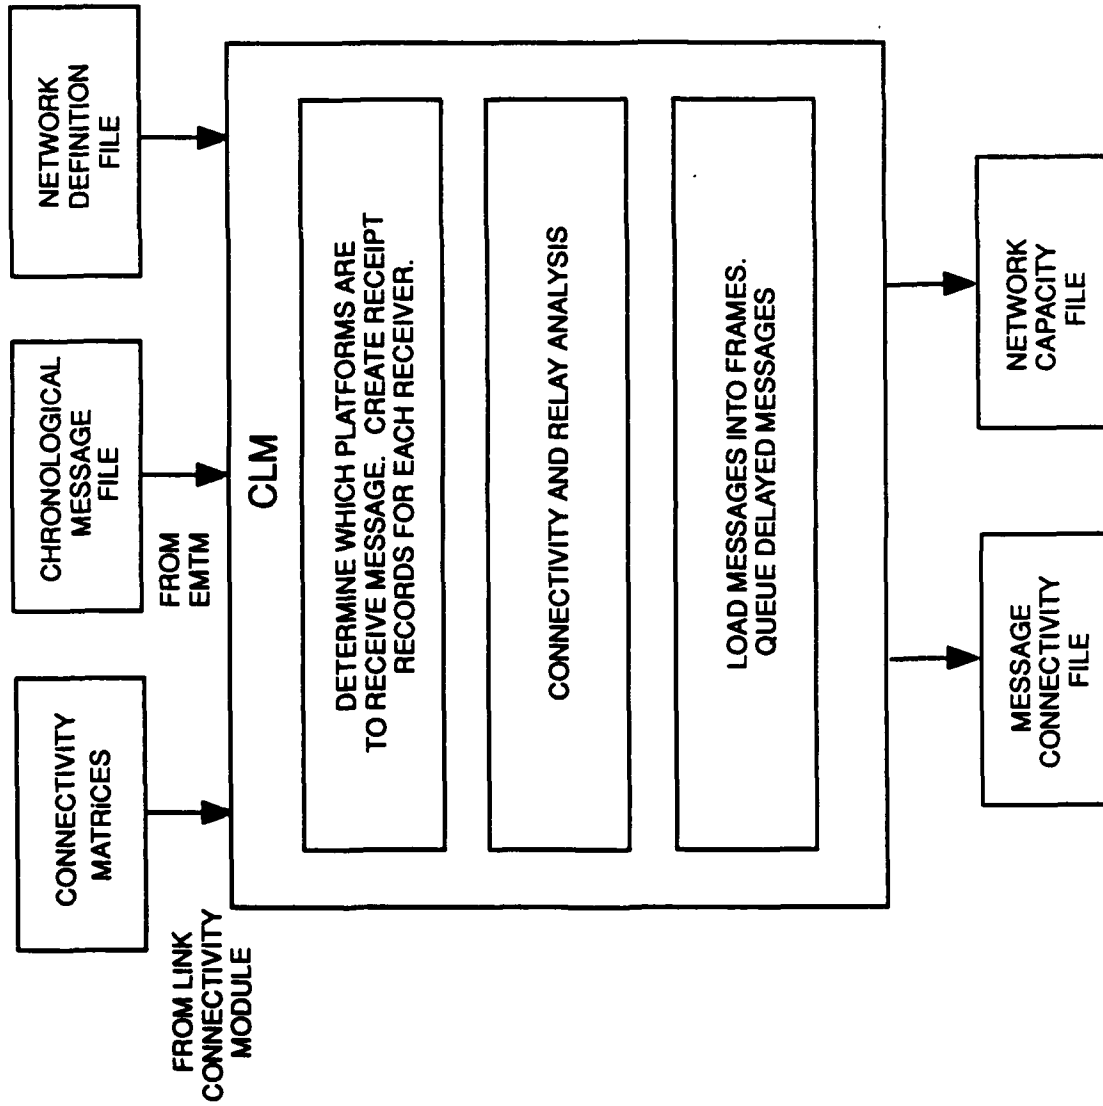 CONNECTIVITY
MATRICES
CHRONOLOGICAL
MESSAGE
FILE
NETWORK
DEFINITION
FILE
FROM LINK
CONNECTIVITY
MODULE
FROM
EMTM
CLM
DETERMINE WHICH PLATFORMS ARE
TO RECEIVE MESSAGE. CREATE RECEIPT
RECORDS FOR EACH RECEIVER.
CONNECTIVITY AND RELAY ANALYSIS
LOAD MESSAGES INTO FRAMES.
QUEUE DELAYED MESSAGES
MESSAGE
CONNECTIVITY
FILE
NETWORK
CAPACITY
FILE